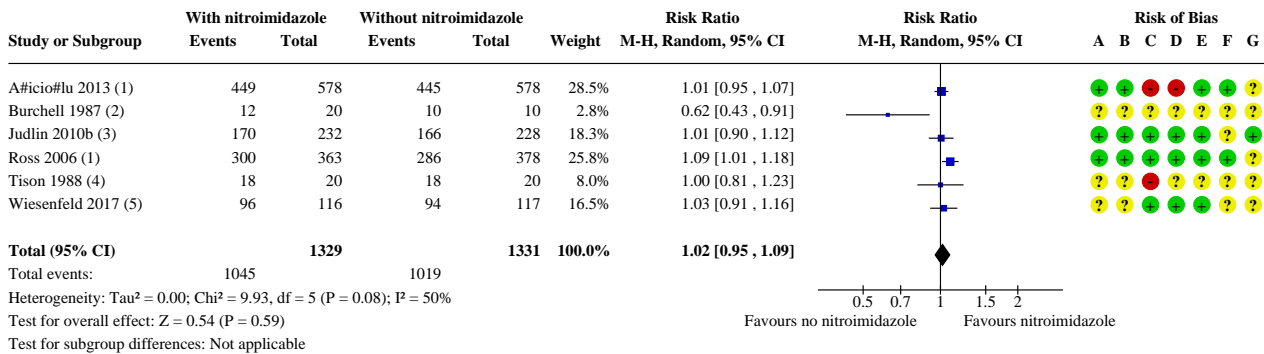 With nitroimidazole Without nitroimidazole Risk Ratio Risk Ratio Risk of Bias
Study or Subgroup Events Total Events Total Weight M-H, Random, 95% CI M-H, Random, 95% CI A B C D E F G
A#icio#lu 2013 (1) 449 578 445 578 28.5% 1.01 [0.95 , 1.07] + + - - + + ?
Burchell 1987 (2) 12 20 10 10 2.8% 0.62 [0.43 , 0.91] ? ? ? ? ? ? ?
Judlin 2010b (3) 170 232 166 228 18.3% 1.01 [0.90 , 1.12] + + + + + ? +
Ross 2006 (1) 300 363 286 378 25.8% 1.09 [1.01 , 1.18] + + + + + + ?
Tison 1988 (4) 18 20 18 20 8.0% 1.00 [0.81 , 1.23] ? ? - ? ? ? ?
Wiesenfeld 2017 (5) 96 116 94 117 16.5% 1.03 [0.91 , 1.16] ? ? + + + ? ?
Total (95% CI) 1329 1331 100.0% 1.02 [0.95 , 1.09]
Total events: 1045 1019
Heterogeneity: Tau² = 0.00; Chi² = 9.93, df = 5 (P = 0.08); I² = 50%
Test for overall effect: Z = 0.54 (P = 0.59)
Test for subgroup differences: Not applicable
0.5 0.7 1 1.5 2
Favours no nitroimidazole Favours nitroimidazole